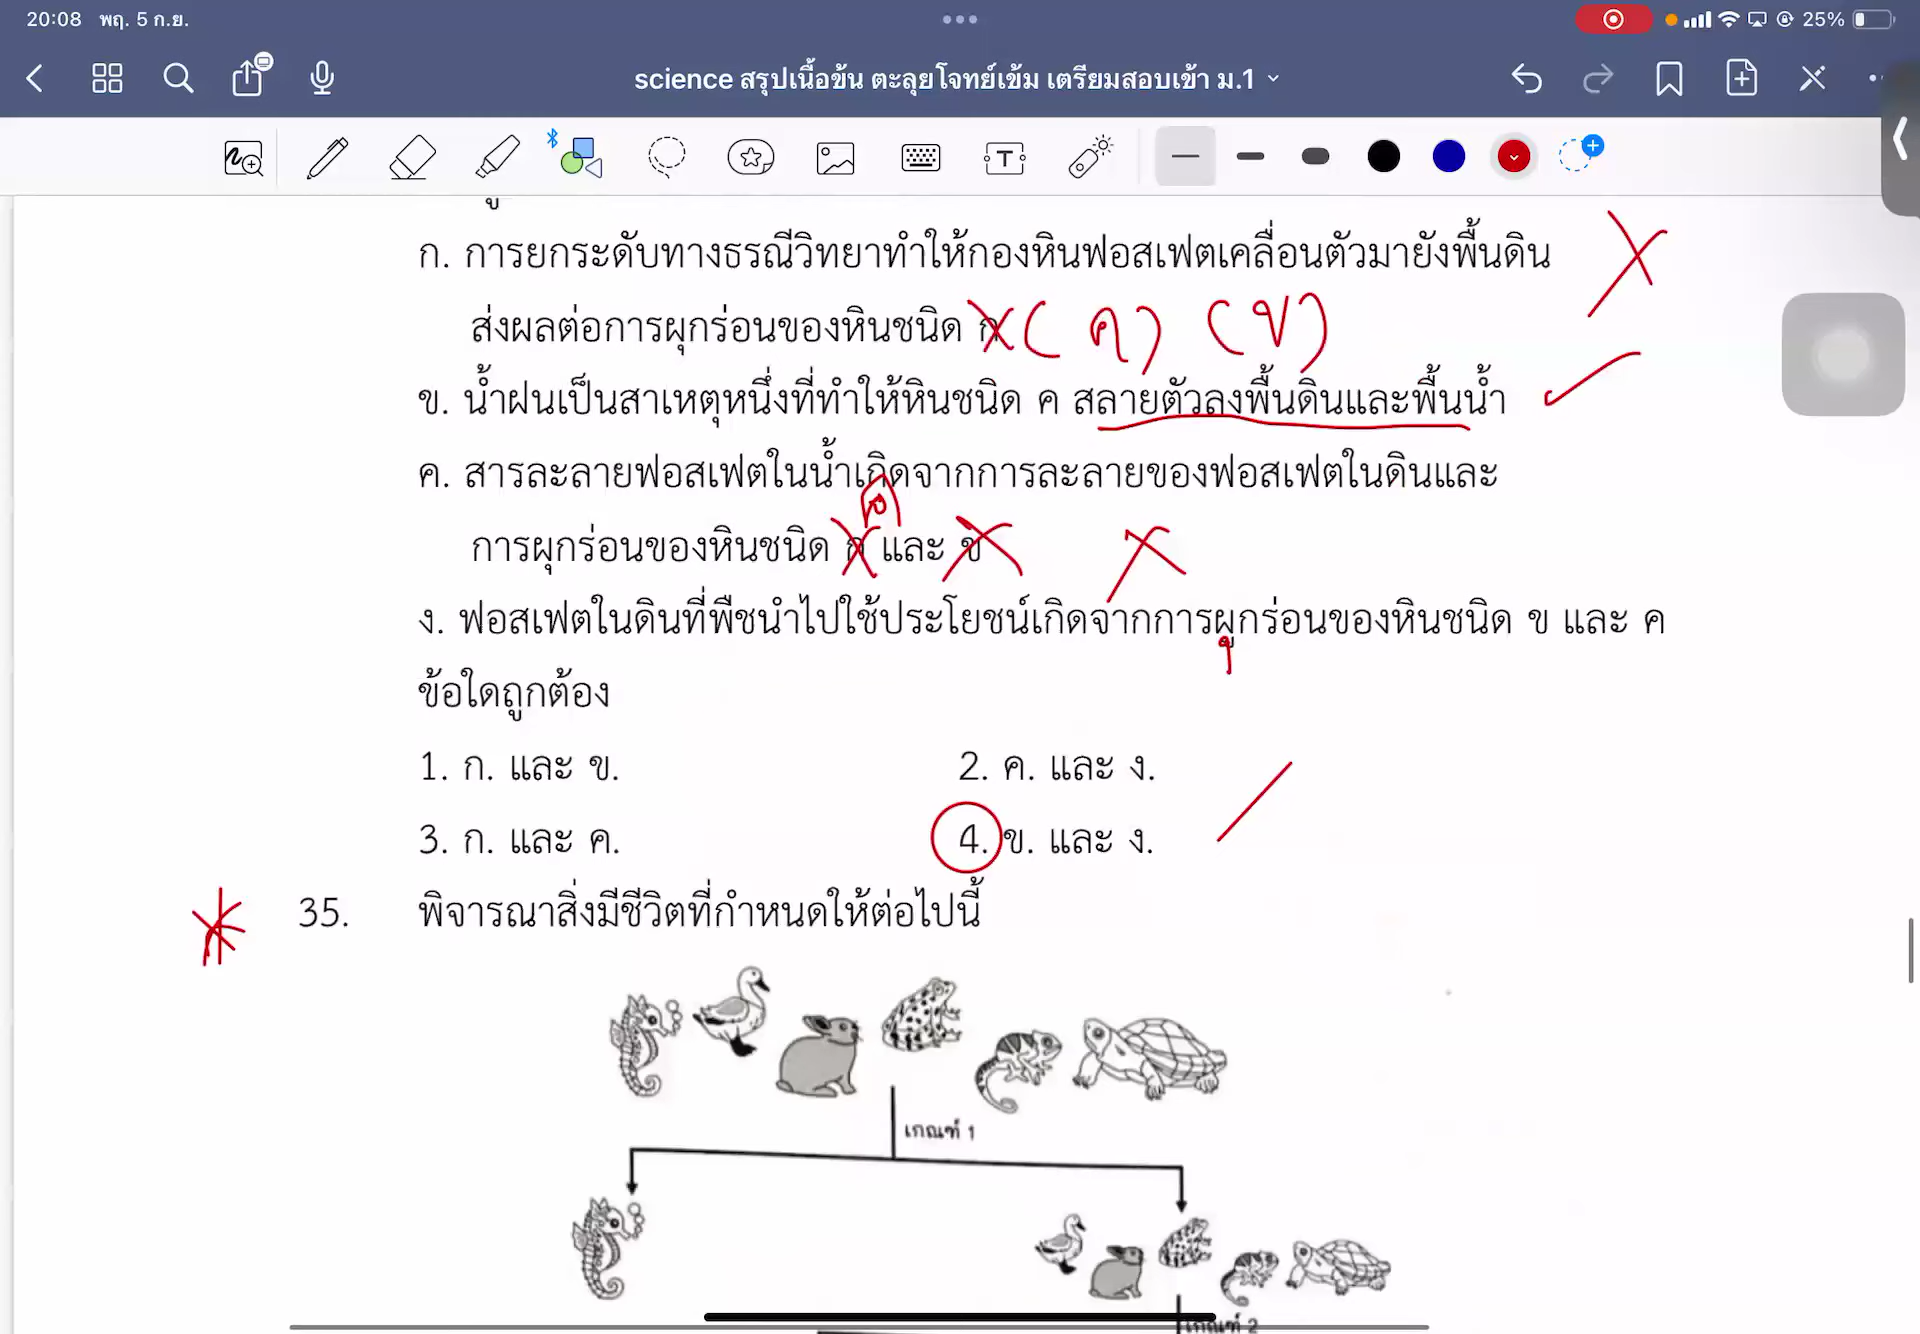 20:08 พฤ. 5 ก.ย.
25%
science สรุปเนื้อข้น ตะลุยโจทย์เข้ม เตรียมสอบเข้า ม.1
ก. การยกระดับทางธรณีวิทยาทำให้กองหินฟอสเฟตเคลื่อนตัวมายังพื้นดิน
ส่งผลต่อการผุกร่อนของหินชนิด ก (ค) (ข)
ข. น้ำฝนเป็นสาเหตุหนึ่งที่ทำให้หินชนิด ค สลายตัวลงพื้นดินและพื้นน้ำ
ค. สารละลายฟอสเฟตในน้ำเกิดจากการละลายของฟอสเฟตในดินและ
การผุกร่อนของหินชนิด ก และ ข
ง. ฟอสเฟตในดินที่พืชนำไปใช้ประโยชน์เกิดจากการผุกร่อนของหินชนิด ข และ ค
ข้อใดถูกต้อง
1. ก. และ ข. 2. ค. และ ง.
3. ก. และ ค. 4. ข. และ ง.
35. พิจารณาสิ่งมีชีวิตที่กำหนดให้ต่อไปนี้
เกณฑ์ 1
เกณฑ์ 2